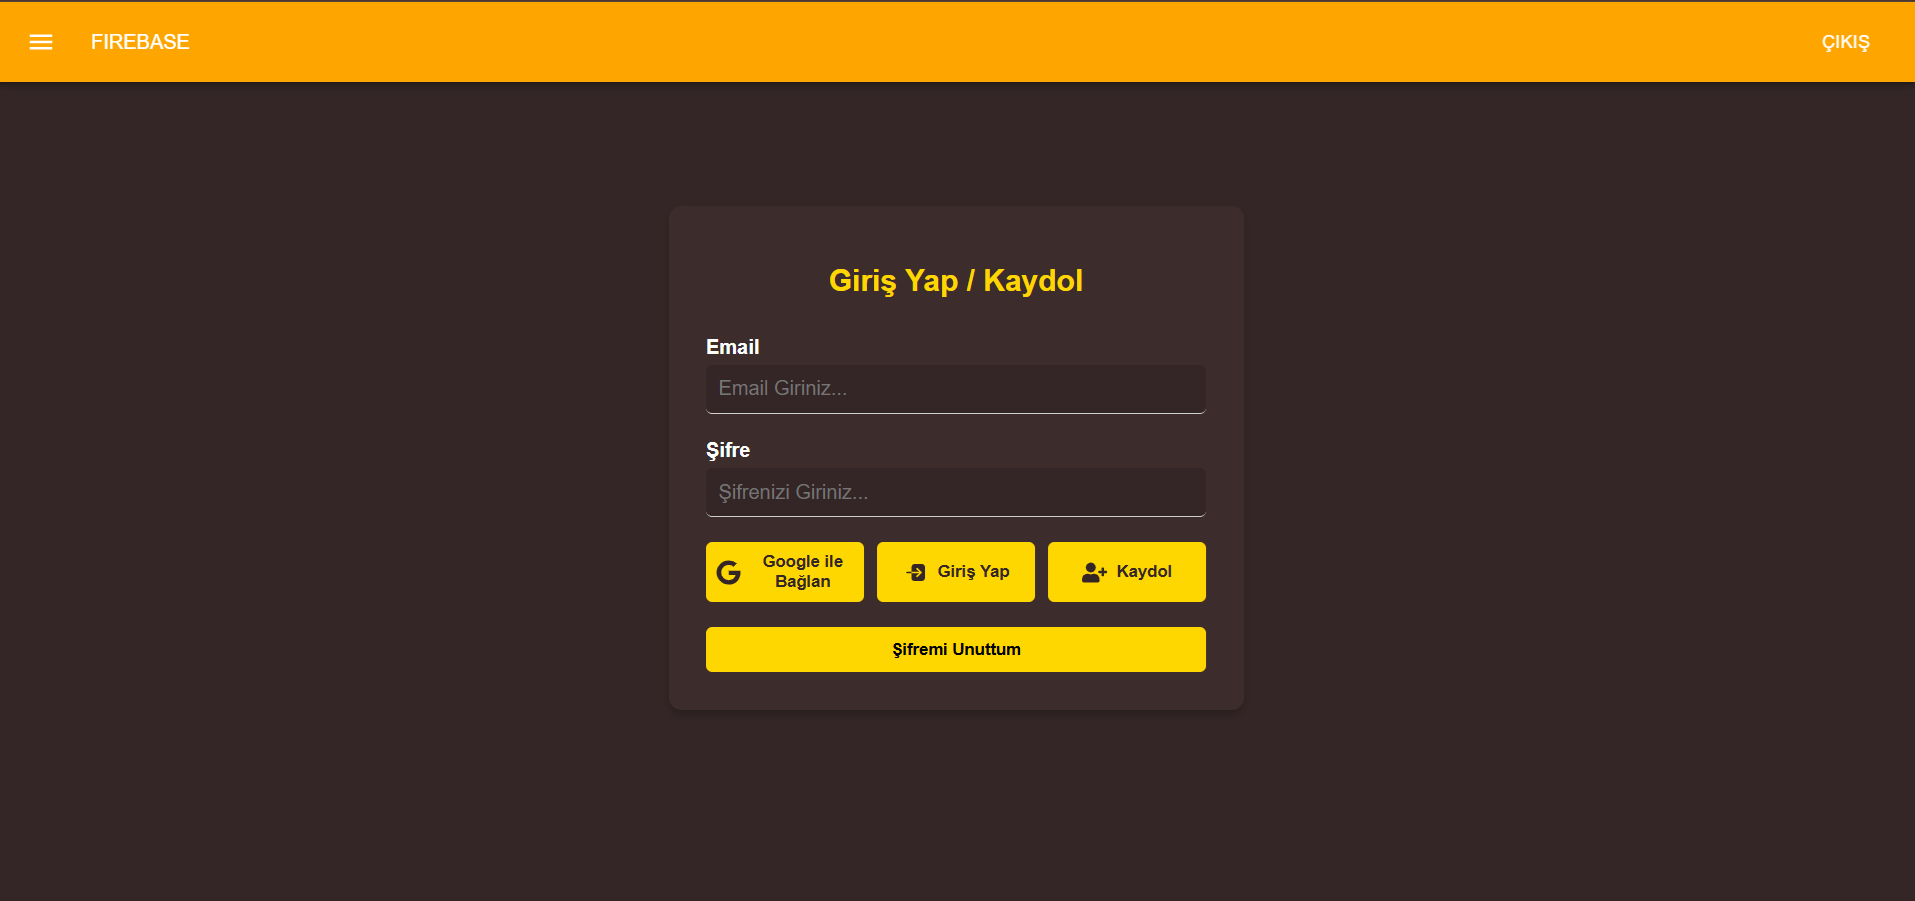 FIREBASE
ÇIKIŞ
Giriş Yap / Kaydol
Email
Email Giriniz...
Şifre
Şifrenizi Giriniz...
Google ile
Bağlan
Giriş Yap
Kaydol
Şifremi Unuttum